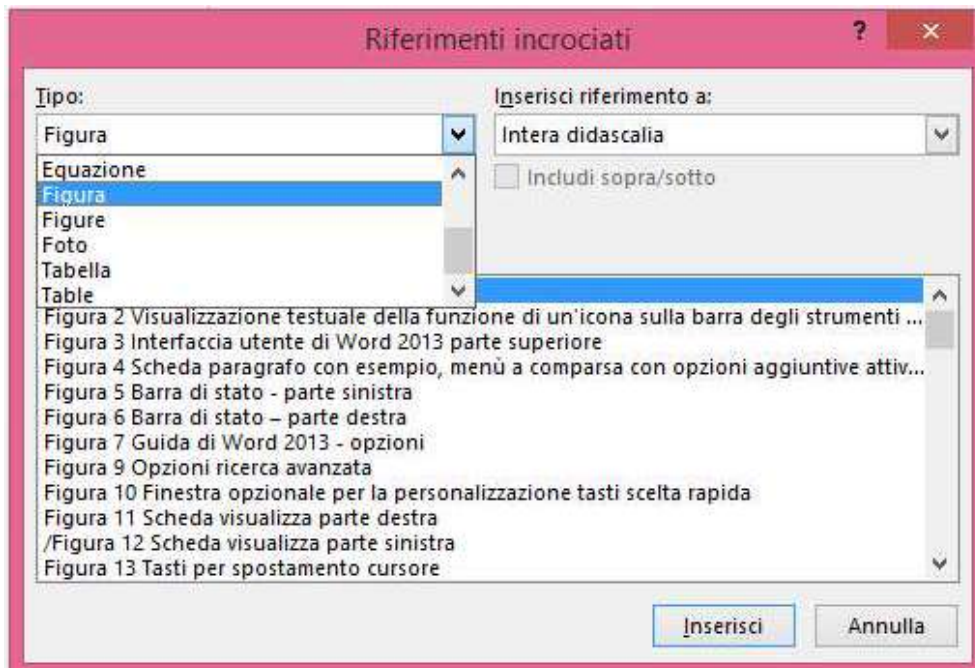 Riferimenti incrociati
?
Tipo:
Inserisci riferimento a:
Figura
Intera didascalia
Includi sopra/sotto
Equazione
Figura
Figure
Foto
Tabella
Table
Figura 2 Visualizzazione testuale della funzione di un'icona sulla barra degli strumenti ...
Figura 3 Interfaccia utente di Word 2013 parte superiore
Figura 4 Scheda paragrafo con esempio, menù a comparsa con opzioni aggiuntive attiv...
Figura 5 Barra di stato - parte sinistra
Figura 6 Barra di stato – parte destra
Figura 7 Guida di Word 2013 - opzioni
Figura 9 Opzioni ricerca avanzata
Figura 10 Finestra opzionale per la personalizzazione tasti scelta rapida
Figura 11 Scheda visualizza parte destra
/Figura 12 Scheda visualizza parte sinistra
Figura 13 Tasti per spostamento cursore
Inserisci
Annulla